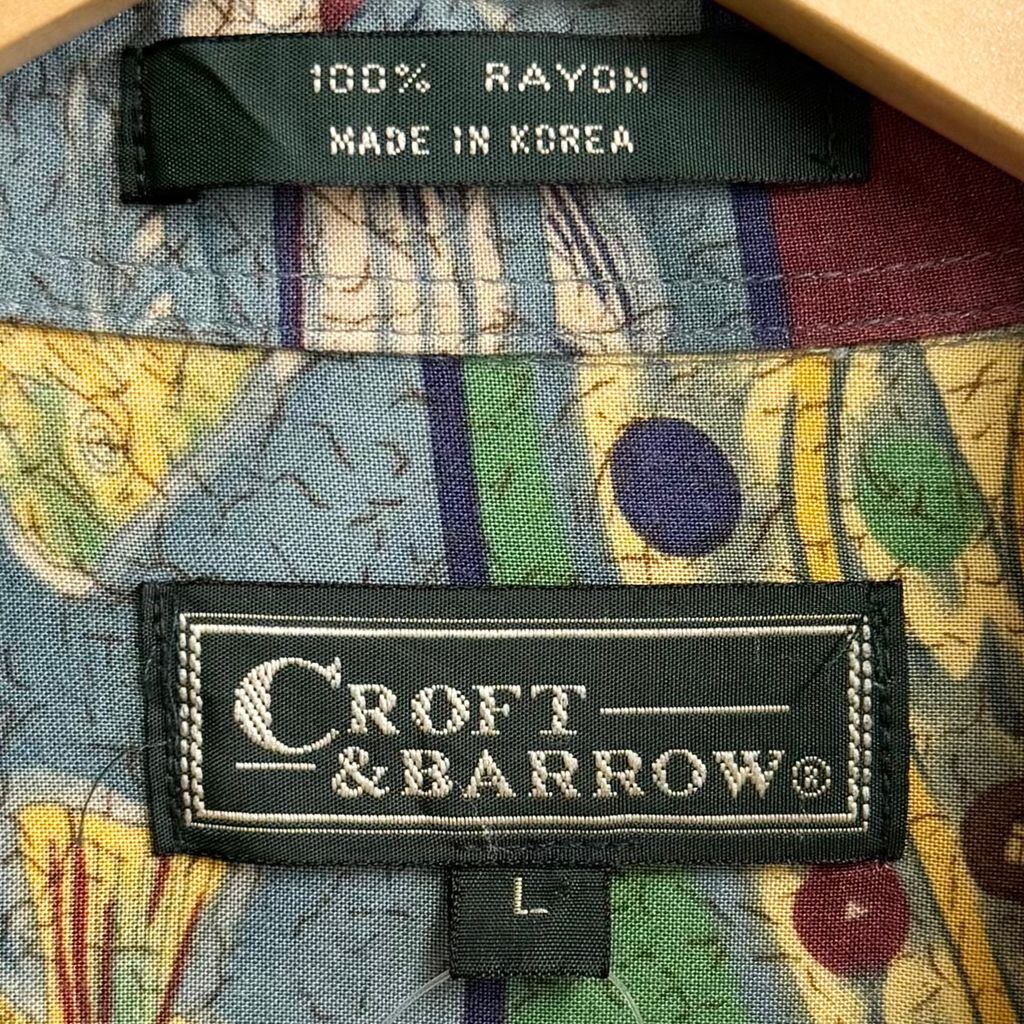 100% RAYON
MADE IN KOREA
CROFT
&BARROW®
L